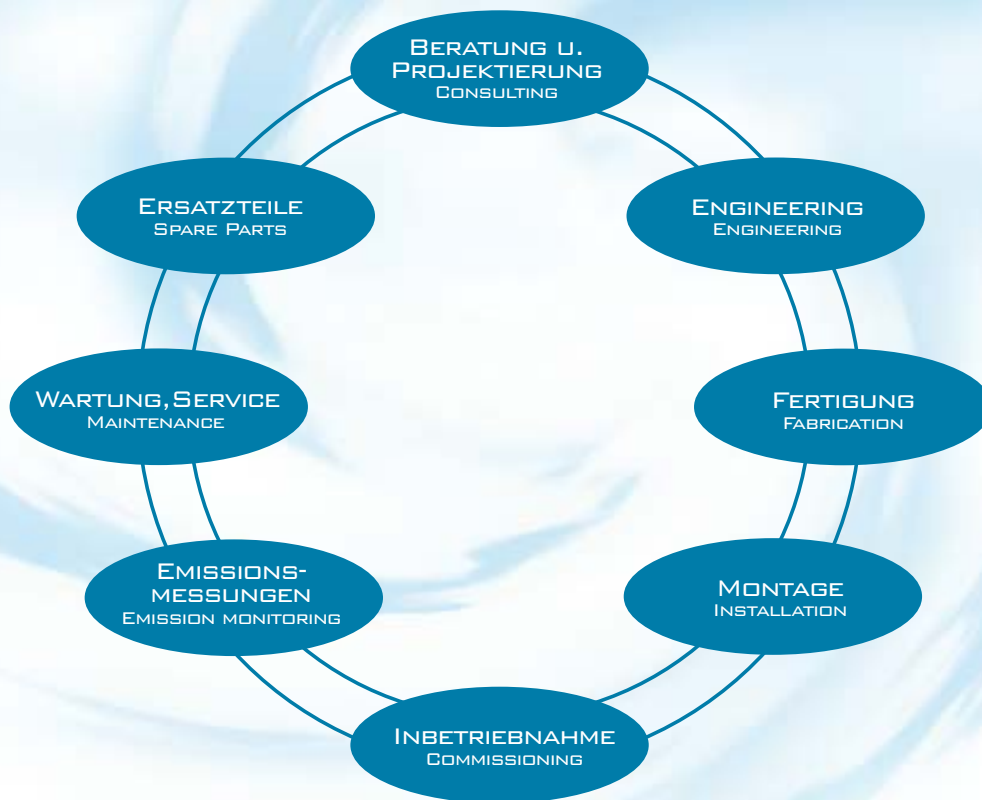 Beratung u.
Projektierung
Consulting
Engineering
Engineering
Fertigung
Fabrication
Montage
Installation
Inbetriebnahme
Commissioning
Emissions-
messungen
Emission monitoring
Wartung, Service
Maintenance
Ersatzteile
Spare Parts